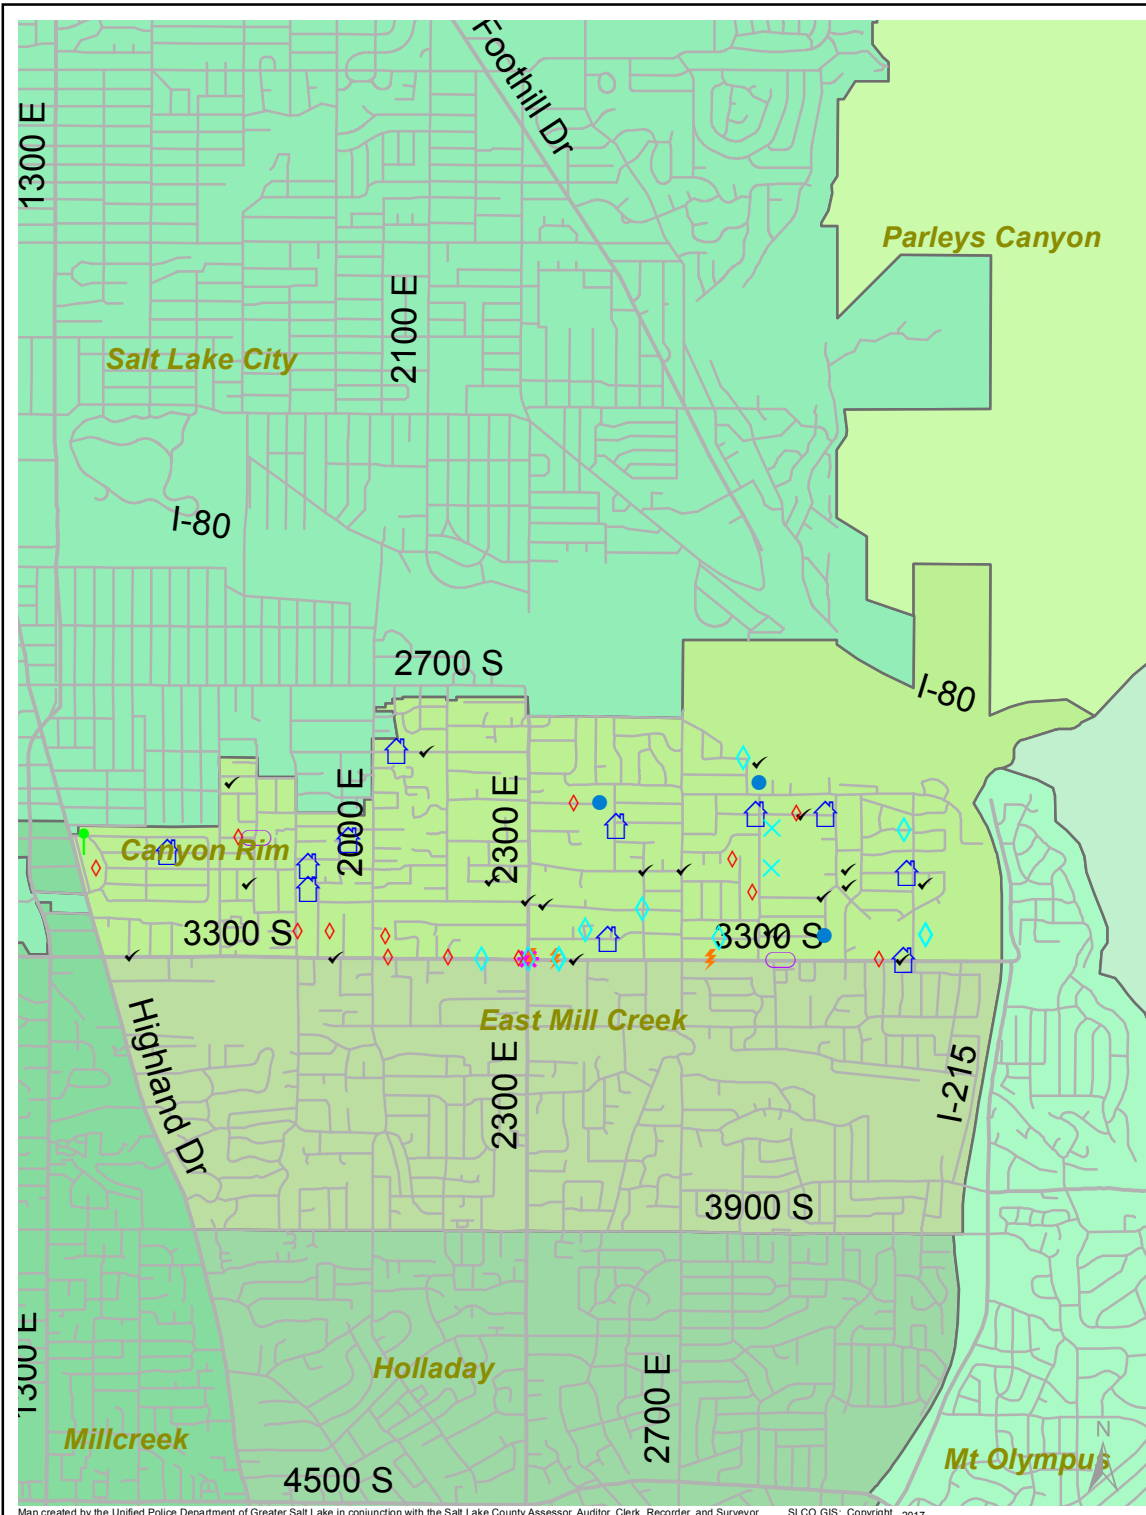 Foothill Dr
1300 E
Parleys Canyon
2100 E
Salt Lake City
I-80
2700 S
I-80
2000 E
2300 E
Canyon Rim
3300 S
3300 S
Highland Dr
East Mill Creek
2300 E
I-215
3900 S
1300 E
Holladay
2700 E
Millcreek
N
Mt Olympus
4500 S
Map created by the Unified Police Department of Greater Salt Lake in conjunction with the Salt Lake County Assessor, Auditor, Clerk, Recorder, and Surveyor SLCO GIS: Copyright 2017